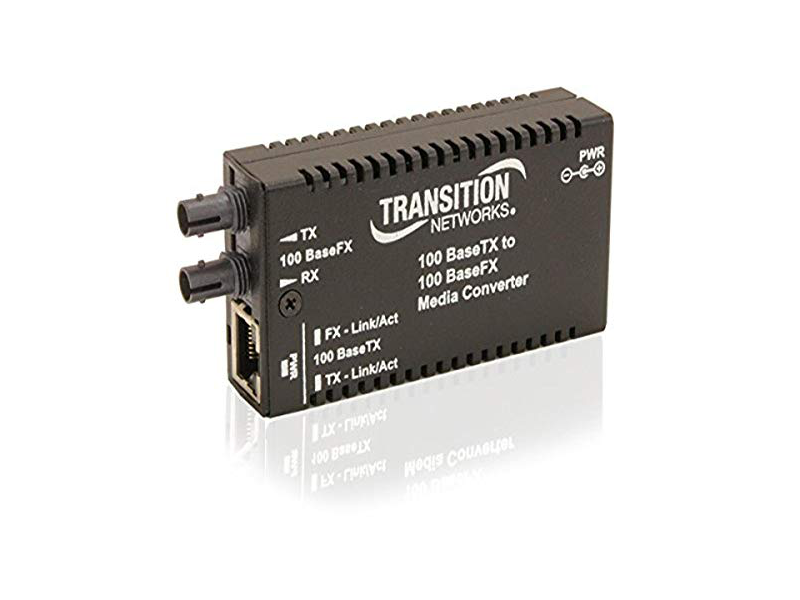 PWR
TRANSITION
NETWORKS®
TX
100 BaseFX
RX
100 BaseTX to
100 BaseFX
Media Converter
FX - Link/Act
100 BaseTX
TX - Link/Act
PWR